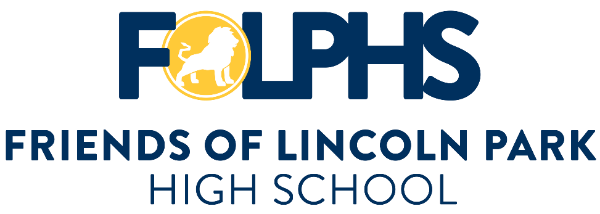 FOLPHS
FRIENDS OF LINCOLN PARK
HIGH SCHOOL